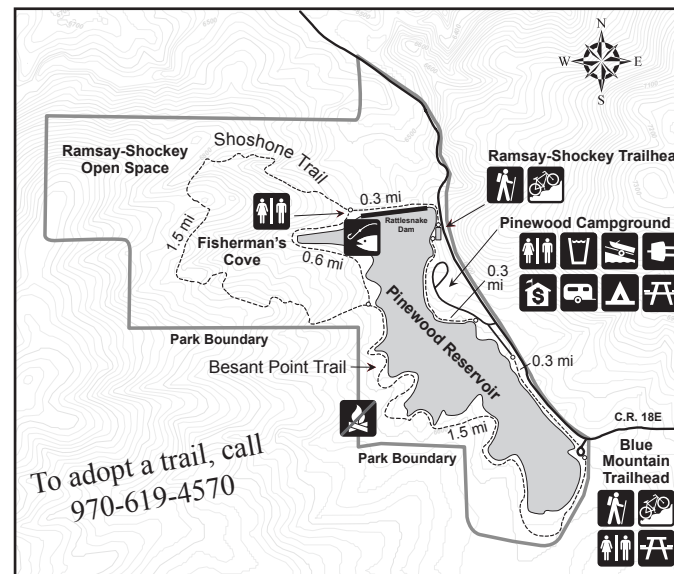 N
W E
S
Ramsay-Shockey
Open Space
Shoshone Trail
0.3 mi
Rattlesnake
Dam
Ramsay-Shockey Trailhea
Pinewood Campground
1.5 mi
Fisherman's
Cove
0.6 mi
0.3
mi
$
Pinewood Reservoir
Park Boundary
Besant Point Trail
0.3 mi
1.5 mi
C.R. 18E
Park Boundary
Blue
Mountain
Trailhead
To adopt a trail, call
970-619-4570